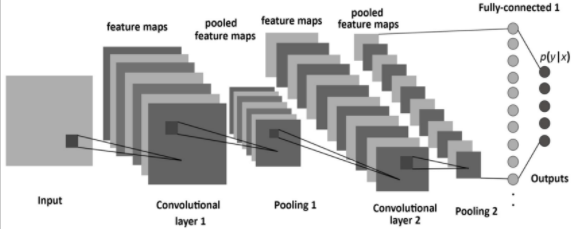 Fully-connected 1
feature maps
pooled
feature maps
feature maps
pooled
feature maps
p(y|x)
Input
Convolutional
layer 1
Pooling 1
Convolutional
layer 2
Pooling 2
Outputs